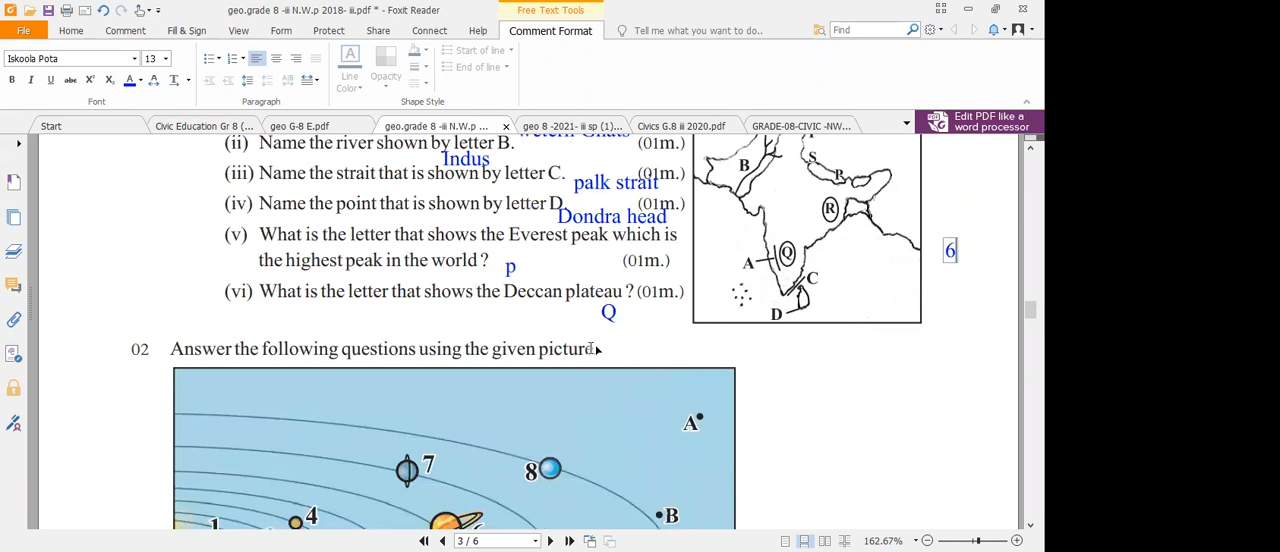 geo.grade 8 -ii N.W.p 2018- ii.pdf * - Foxit Reader
Free Text Tools
File Home Comment Fill & Sign View Form Protect Share Connect Help Comment Format Tell me what you want to do.. Find
Iskoola Pota 13
Line Color Opacity Start of line
End of line
Font Paragraph Shape Style
Start Civic Education Gr 8 (... geo G-8 E.pdf geo.grade 8 -ii N.W.p ... geo 8 -2021- ii sp (1)... Civics G.8 ii 2020.pdf GRADE-08-CIVIC -NW... Edit PDF like a word processor
(ii) Name the river shown by letter B. (01m.)
Indus
(iii) Name the strait that is shown by letter C. (01m.)
palk strait
(iv) Name the point that is shown by letter D. (01m.)
Dondra head
(v) What is the letter that shows the Everest peak which is
the highest peak in the world ? (01m.)
p
(vi) What is the letter that shows the Deccan plateau ? (01m.)
Q
B
S
P
R
Q
A
C
D
6
02 Answer the following questions using the given picture
A
7
8
B
4
1
3 / 6
162.67%